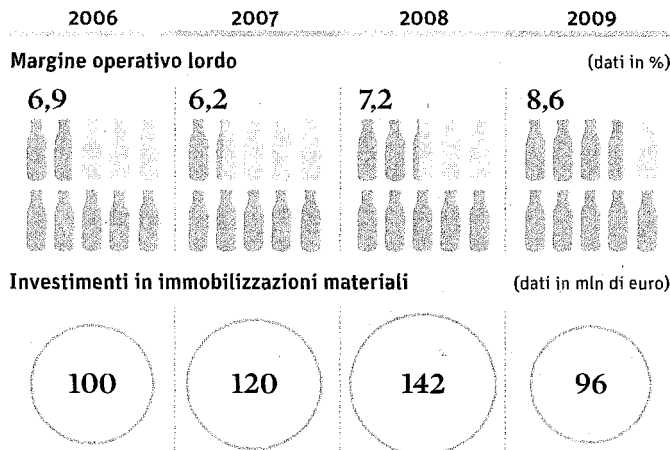 2006 2007 2008 2009
Margine operativo lordo (dati in %)
6,9 6,2 7,2 8,6
Investimenti in immobilizzazioni materiali (dati in mln di euro)
100 120 142 96